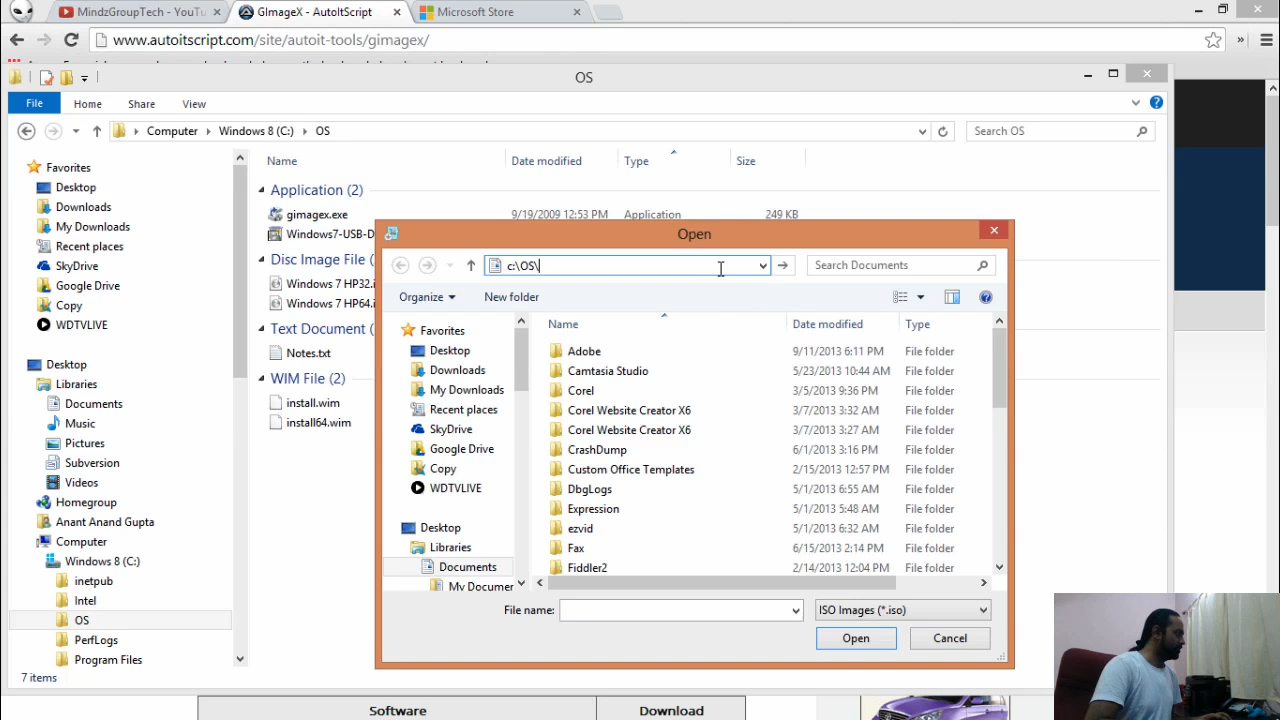 MindzGroupTech - YouTu
GImageX - AutoItScript
Microsoft Store
www.autoitscript.com/site/autoit-tools/gimagex/
OS
File
Home
Share
View
Computer
Windows 8 (C:)
OS
Search OS
Name
Date modified
Type
Size
Favorites
Desktop
Downloads
My Downloads
Recent places
SkyDrive
Google Drive
Copy
WDTVLIVE
Desktop
Libraries
Documents
Music
Pictures
Subversion
Videos
Homegroup
Anant Anand Gupta
Computer
Windows 8 (C:)
inetpub
Intel
OS
PerfLogs
Program Files
7 items
Application (2)
gimagex.exe
9/19/2009 12:53 PM
Application
249 KB
Windows7-USB-D
Disc Image File (
Windows 7 HP32.i
Windows 7 HP64.i
Text Document (
Notes.txt
WIM File (2)
install.wim
install64.wim
Open
c:\OS\
Search Documents
Organize
New folder
Favorites
Desktop
Downloads
My Downloads
Recent places
SkyDrive
Google Drive
Copy
WDTVLIVE
Desktop
Libraries
Documents
My Documen
Name
Date modified
Type
Adobe
9/11/2013 6:11 PM
File folder
Camtasia Studio
5/23/2013 10:44 AM
File folder
Corel
3/5/2013 9:36 PM
File folder
Corel Website Creator X6
3/7/2013 3:32 AM
File folder
Corel Website Creator X6
3/7/2013 3:27 AM
File folder
CrashDump
6/1/2013 3:16 PM
File folder
Custom Office Templates
2/15/2013 12:57 PM
File folder
DbgLogs
5/1/2013 6:55 AM
File folder
Expression
5/1/2013 5:48 AM
File folder
ezvid
5/1/2013 6:32 AM
File folder
Fax
6/15/2013 2:14 PM
File folder
Fiddler2
2/14/2013 12:04 PM
File folder
File name:
ISO Images (*.iso)
Open
Cancel
Software
Download